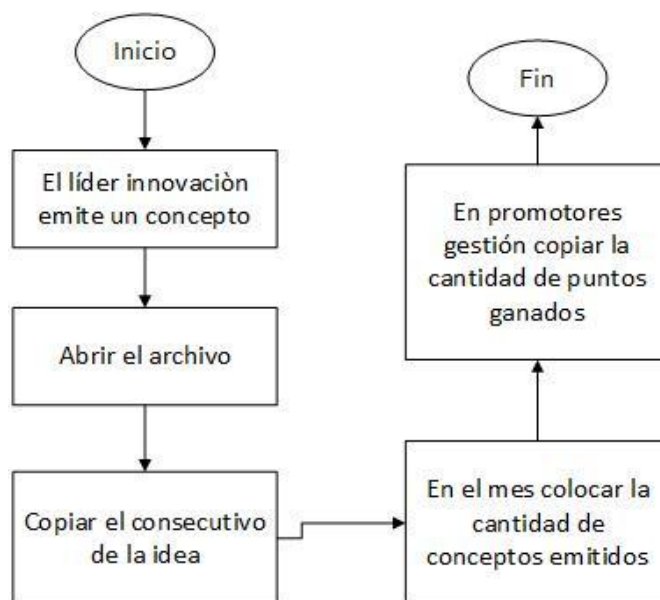 Inicio
El líder innovaciòn
emite un concepto
Abrir el archivo
Copiar el consecutivo
de la idea
En el mes colocar la
cantidad de
conceptos emitidos
En promotores
gestión copiar la
cantidad de puntos
ganados
Fin